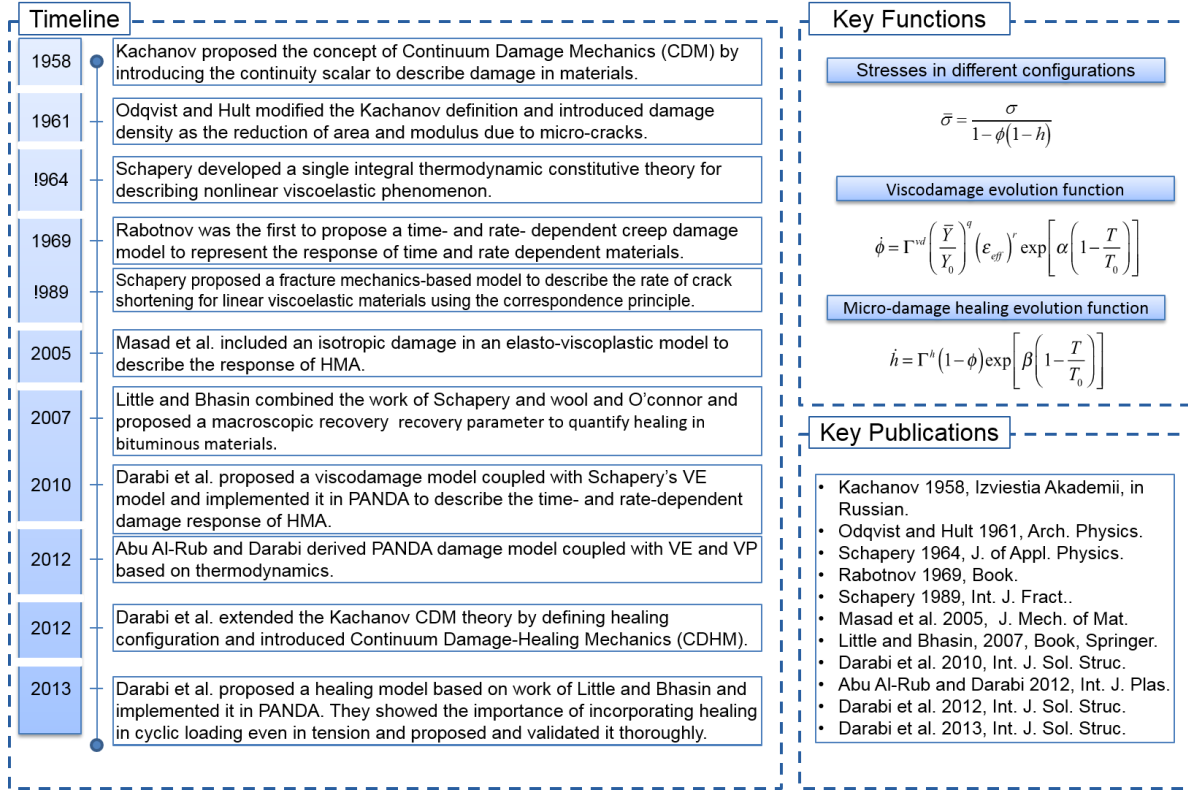 Timeline
1958
Kachanov proposed the concept of Continuum Damage Mechanics (CDM) by
introducing the continuity scalar to describe damage in materials.
1961
Odqvist and Hult modified the Kachanov definition and introduced damage
density as the reduction of area and modulus due to micro-cracks.
!964
Schapery developed a single integral thermodynamic constitutive theory for
describing nonlinear viscoelastic phenomenon.
1969
Rabotnov was the first to propose a time- and rate- dependent creep damage
model to represent the response of time and rate dependent materials.
!989
Schapery proposed a fracture mechanics-based model to describe the rate of crack
shortening for linear viscoelastic materials using the correspondence principle.
2005
Masad et al. included an isotropic damage in an elasto-viscoplastic model to
describe the response of HMA.
2007
Little and Bhasin combined the work of Schapery and wool and O’connor and
proposed a macroscopic recovery recovery parameter to quantify healing in
bituminous materials.
2010
Darabi et al. proposed a viscodamage model coupled with Schapery’s VE
model and implemented it in PANDA to describe the time- and rate-dependent
damage response of HMA.
2012
Abu Al-Rub and Darabi derived PANDA damage model coupled with VE and VP
based on thermodynamics.
2012
Darabi et al. extended the Kachanov CDM theory by defining healing
configuration and introduced Continuum Damage-Healing Mechanics (CDHM).
2013
Darabi et al. proposed a healing model based on work of Little and Bhasin and
implemented it in PANDA. They showed the importance of incorporating healing
in cyclic loading even in tension and proposed and validated it thoroughly.
Key Functions
Stresses in different configurations
σ̄ = σ / (1 − ϕ(1 − h))
Viscodamage evolution function
ϕ̇ = Γ^vd (Ȳ / Y₀)^q (ε_eff)^r exp[α(1 − T / T₀)]
Micro-damage healing evolution function
ḣ = Γ^h (1 − ϕ) exp[β(1 − T / T₀)]
Key Publications
• Kachanov 1958, Izviestia Akademii, in
Russian.
• Odqvist and Hult 1961, Arch. Physics.
• Schapery 1964, J. of Appl. Physics.
• Rabotnov 1969, Book.
• Schapery 1989, Int. J. Fract..
• Masad et al. 2005, J. Mech. of Mat.
• Little and Bhasin, 2007, Book, Springer.
• Darabi et al. 2010, Int. J. Sol. Struc.
• Abu Al-Rub and Darabi 2012, Int. J. Plas.
• Darabi et al. 2012, Int. J. Sol. Struc.
• Darabi et al. 2013, Int. J. Sol. Struc.